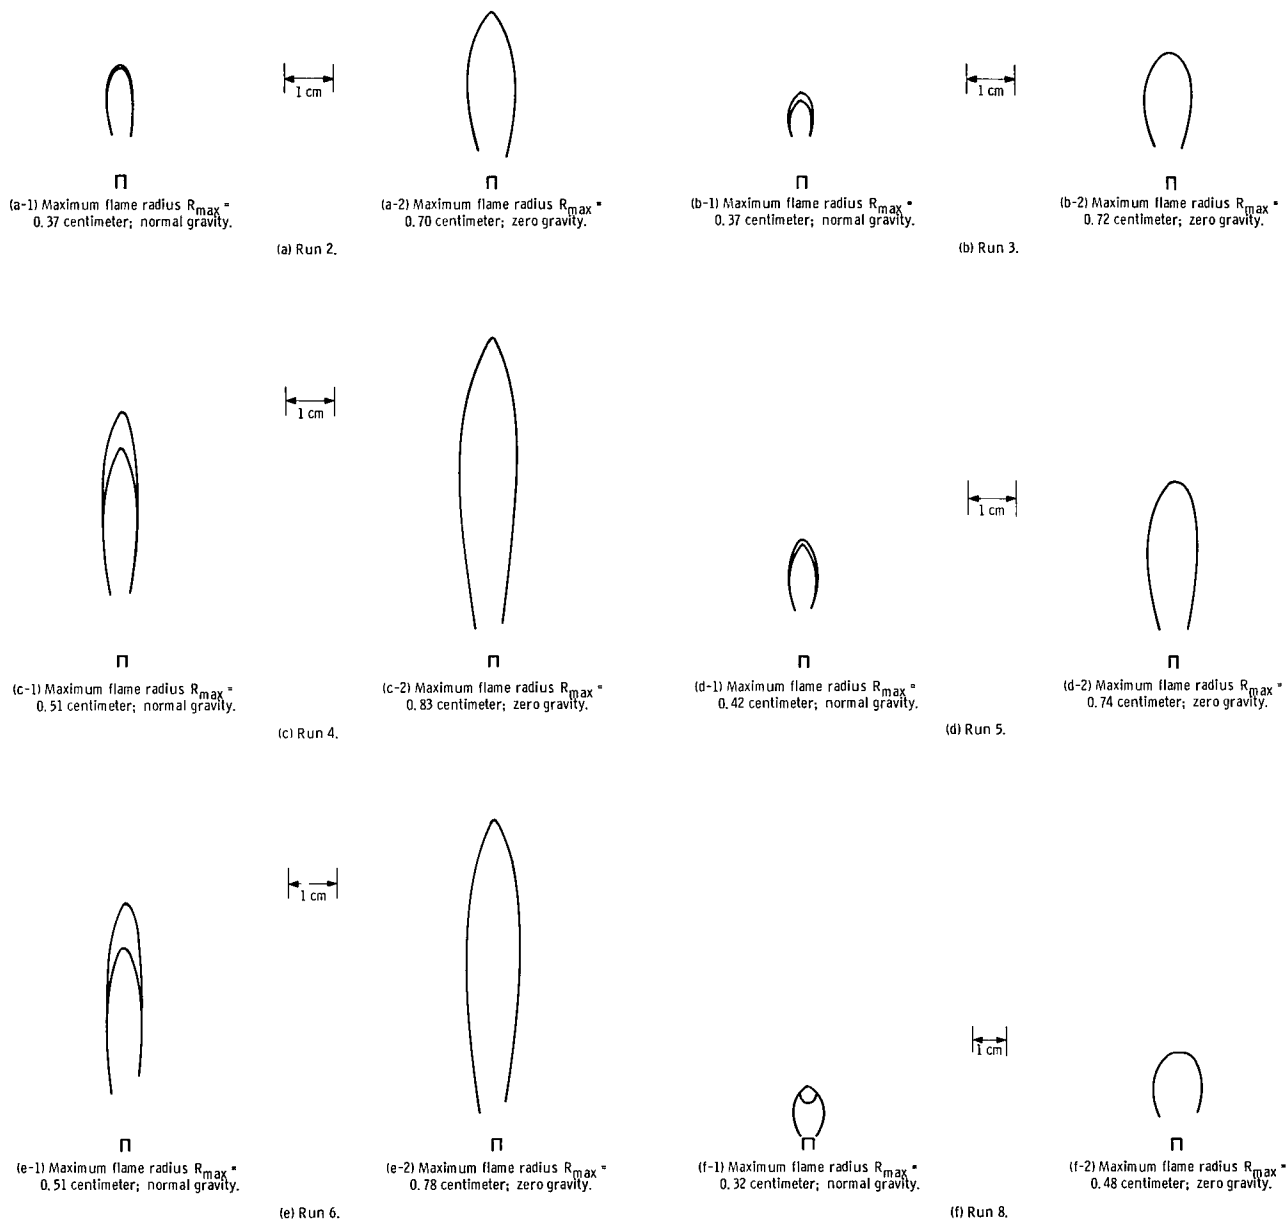 1 cm
(a-1) Maximum flame radius Rmax =
0.37 centimeter; normal gravity.
(a-2) Maximum flame radius Rmax =
0.70 centimeter; zero gravity.
(a) Run 2.
1 cm
(b-1) Maximum flame radius Rmax =
0.37 centimeter; normal gravity.
(b-2) Maximum flame radius Rmax =
0.72 centimeter; zero gravity.
(b) Run 3.
1 cm
(c-1) Maximum flame radius Rmax =
0.51 centimeter; normal gravity.
(c-2) Maximum flame radius Rmax =
0.83 centimeter; zero gravity.
(c) Run 4.
1 cm
(d-1) Maximum flame radius Rmax =
0.42 centimeter; normal gravity.
(d-2) Maximum flame radius Rmax =
0.74 centimeter; zero gravity.
(d) Run 5.
1 cm
(e-1) Maximum flame radius Rmax =
0.51 centimeter; normal gravity.
(e-2) Maximum flame radius Rmax =
0.78 centimeter; zero gravity.
(e) Run 6.
1 cm
(f-1) Maximum flame radius Rmax =
0.32 centimeter; normal gravity.
(f-2) Maximum flame radius Rmax =
0.48 centimeter; zero gravity.
(f) Run 8.